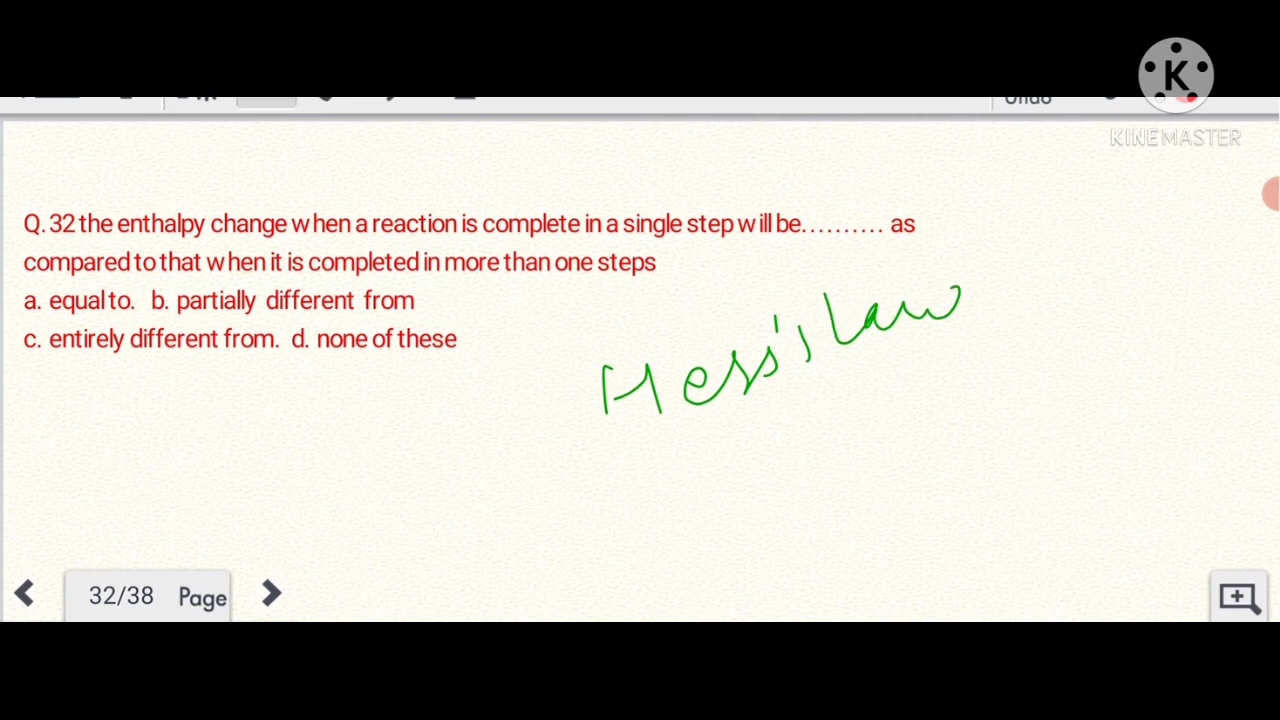 K
Undo
KINEMASTER
Q. 32 the enthalpy change when a reaction is complete in a single step will be.......... as
compared to that when it is completed in more than one steps
a. equal to. b. partially different from
c. entirely different from. d. none of these
Hess's law
32/38 Page